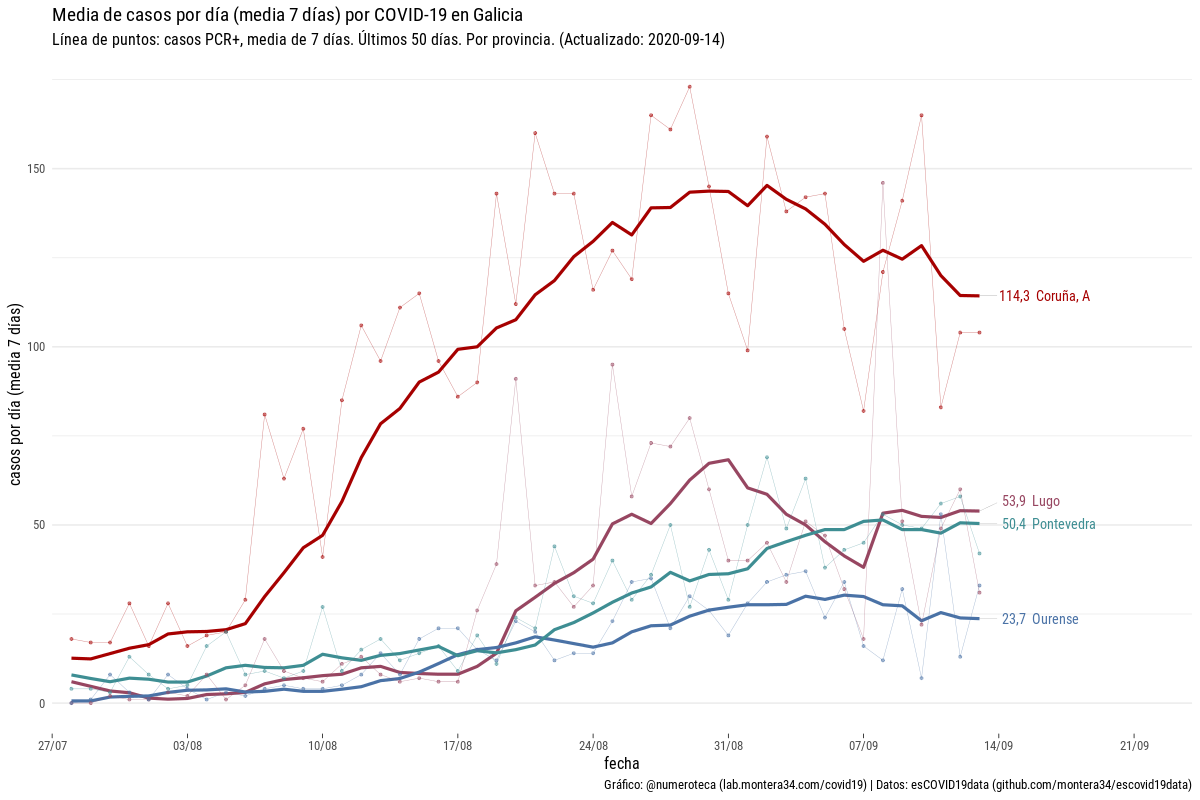 Media de casos por día (media 7 días) por COVID-19 en Galicia
Línea de puntos: casos PCR+, media de 7 días. Últimos 50 días. Por provincia. (Actualizado: 2020-09-14)
casos por día (media 7 días)
150
100
50
0
114,3 Coruña, A
53,9 Lugo
50,4 Pontevedra
23,7 Ourense
27/07
03/08
10/08
17/08
24/08
31/08
07/09
14/09
21/09
fecha
Gráfico: @numeroteca (lab.montera34.com/covid19) | Datos: esCOVID19data (github.com/montera34/escovid19data)